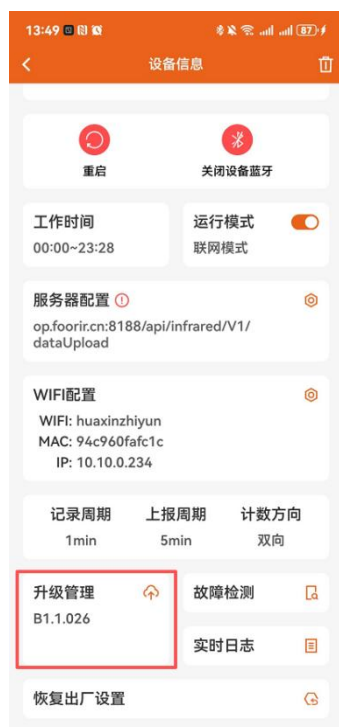 13:49
87
设备信息
重启
关闭设备蓝牙
工作时间
00:00~23:28
运行模式
联网模式
服务器配置
op.foorir.cn:8188/api/infrared/V1/
dataUpload
WIFI配置
WIFI: huaxinzhiyun
MAC: 94c960fafc1c
IP: 10.10.0.234
记录周期 上报周期 计数方向
1min 5min 双向
升级管理
B1.1.026
故障检测
实时日志
恢复出厂设置